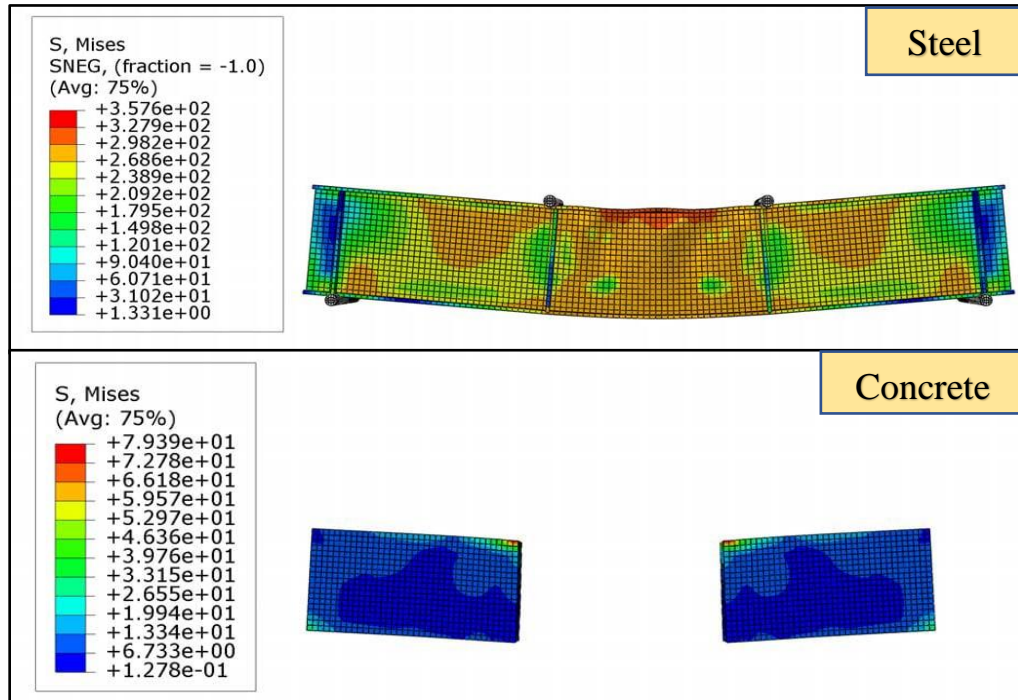 Steel
S, Mises
SNEG, (fraction = -1.0)
(Avg: 75%)
+3.576e+02
+3.279e+02
+2.982e+02
+2.686e+02
+2.389e+02
+2.092e+02
+1.795e+02
+1.498e+02
+1.201e+02
+9.040e+01
+6.071e+01
+3.102e+01
+1.331e+00
Concrete
S, Mises
(Avg: 75%)
+7.939e+01
+7.278e+01
+6.618e+01
+5.957e+01
+5.297e+01
+4.636e+01
+3.976e+01
+3.315e+01
+2.655e+01
+1.994e+01
+1.334e+01
+6.733e+00
+1.278e-01